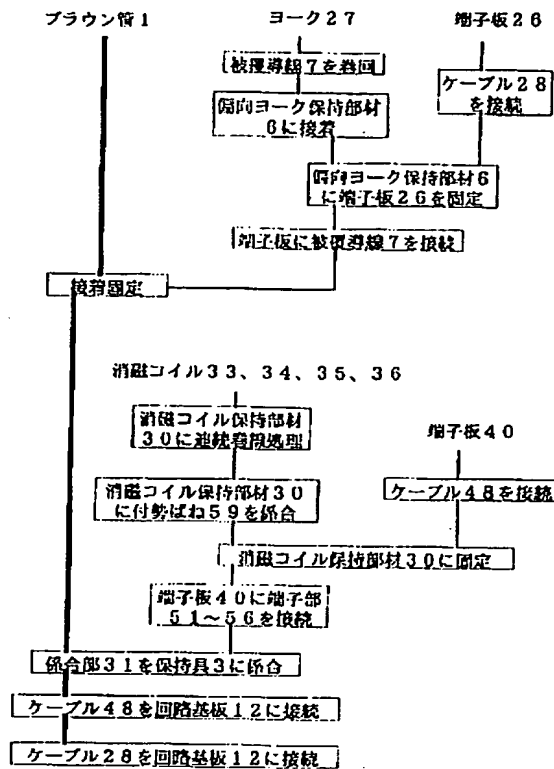 ブラウン管1
ヨーク27
端子板26
被覆導線7を巻回
ケーブル28
を接続
偏向ヨーク保持部材
6に接着
偏向ヨーク保持部材6
に端子板26を固定
端子板に被覆導線7を接続
接着固定
消磁コイル33、34、35、36
消磁コイル保持部材
30に連続巻線処理
端子板40
消磁コイル保持部材30
に付勢ばね59を係合
ケーブル48を接続
消磁コイル保持部材30に固定
端子板40に端子部
51〜56を接続
係合部31を保持具3に係合
ケーブル48を回路基板12に接続
ケーブル28を回路基板12に接続